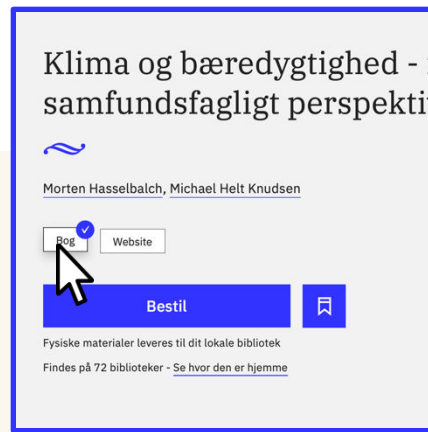 Klima og bæredygtighed -
samfundsfagligt perspekti
Morten Hasselbalch, Michael Helt Knudsen
Bog
Website
Bestil
Fysiske materialer leveres til dit lokale bibliotek
Findes på 72 biblioteker - Se hvor den er hjemme